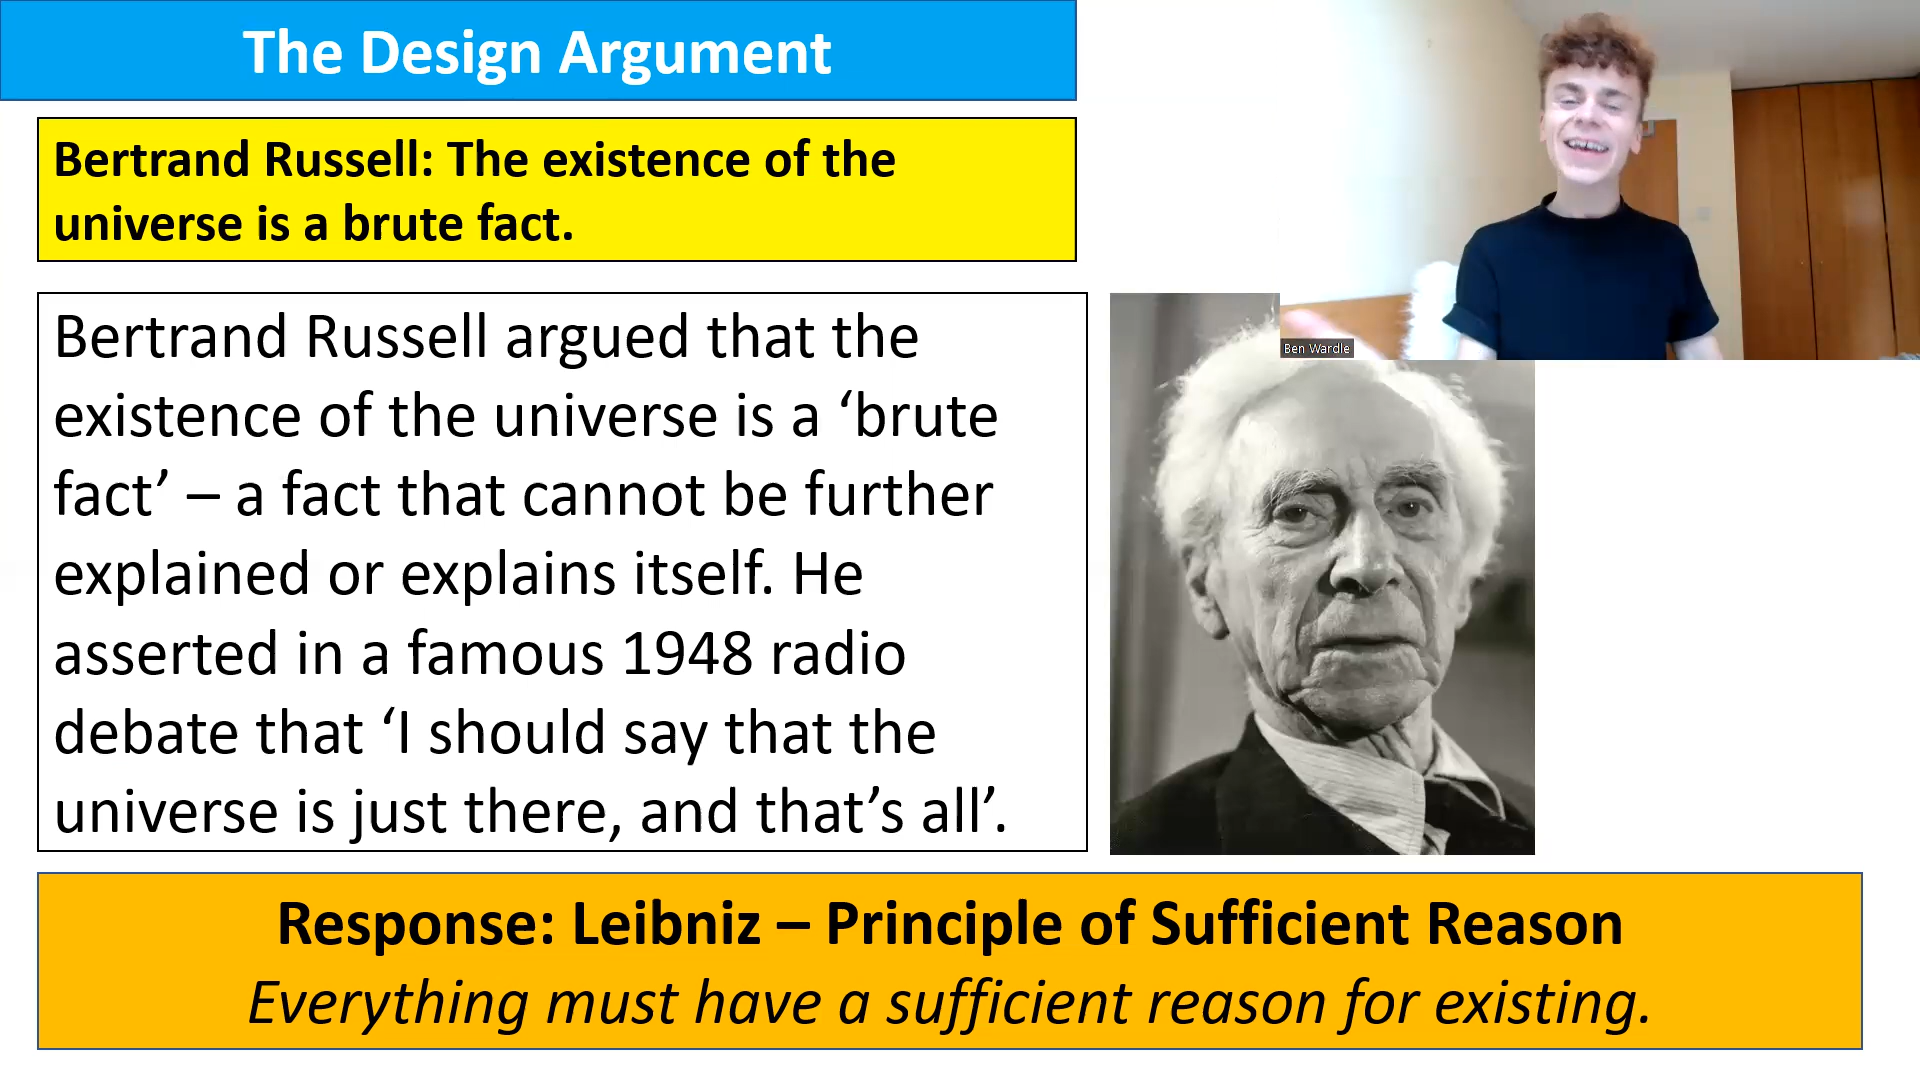 The Design Argument
Bertrand Russell: The existence of the
universe is a brute fact.
Ben Wardle
Bertrand Russell argued that the
existence of the universe is a ‘brute
fact’ – a fact that cannot be further
explained or explains itself. He
asserted in a famous 1948 radio
debate that ‘I should say that the
universe is just there, and that’s all’.
Response: Leibniz – Principle of Sufficient Reason
Everything must have a sufficient reason for existing.